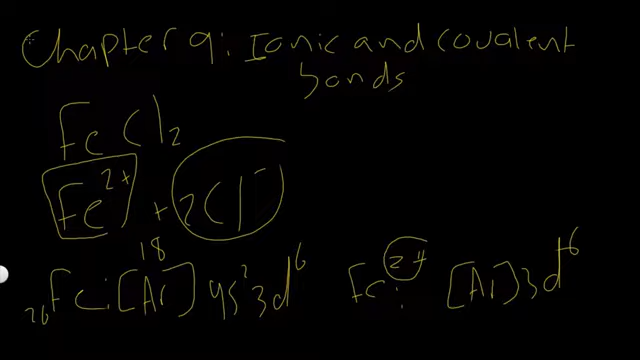 Chapter 9: Ionic and covalent
bonds
FeCl₂
Fe²⁺ + 2Cl⁻
₂₆Fe: [Ar]¹⁸ 4s² 3d⁶ Fe²⁺: [Ar] 3d⁶